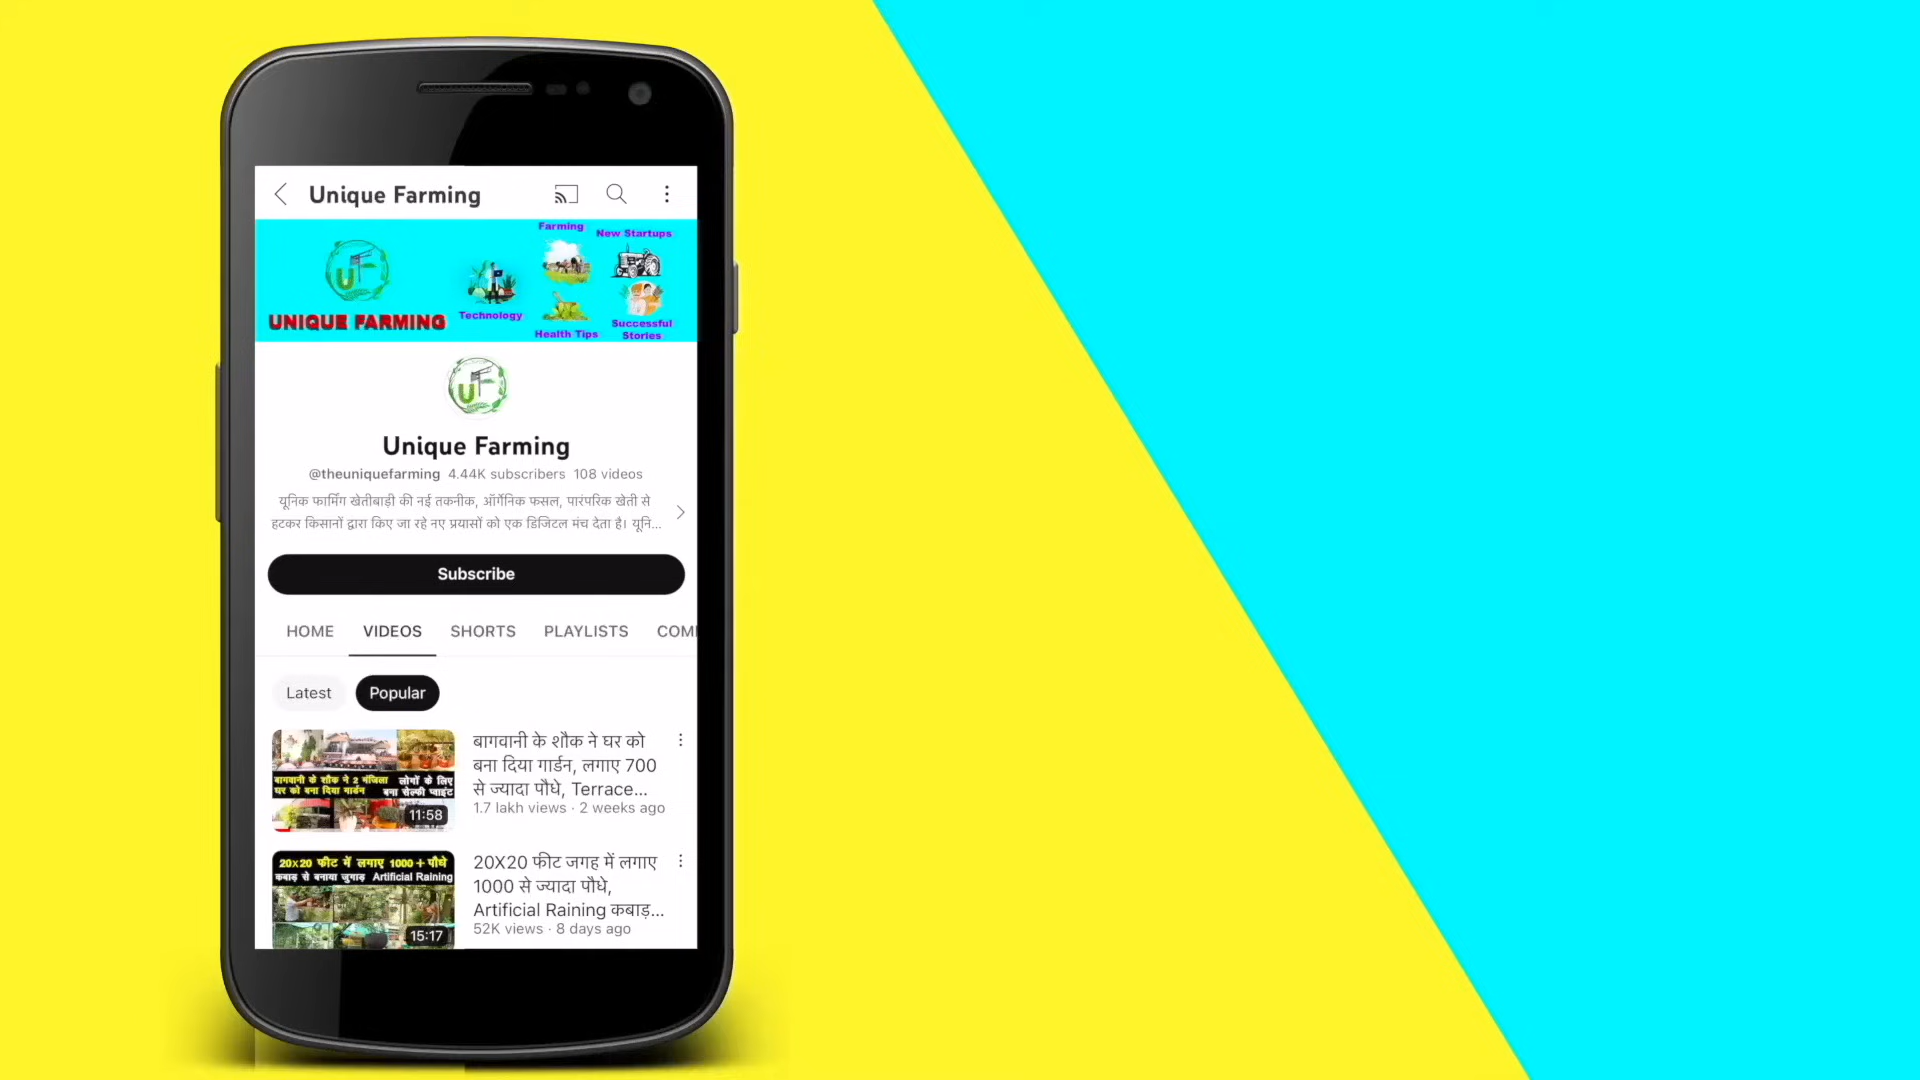 Unique Farming
Farming
New Startups
UF
UNIQUE FARMING
Technology
Health Tips
Successful
Stories
UF
Unique Farming
@theuniquefarming 4.44K subscribers 108 videos
यूनिक फार्मिंग खेतीबाड़ी की नई तकनीक, ऑर्गेनिक फसल, पारंपरिक खेती से
हटकर किसानों द्वारा किए जा रहे नए प्रयासों को एक डिजिटल मंच देता है। यूनि...
Subscribe
HOME VIDEOS SHORTS PLAYLISTS COM
Latest Popular
बागवानी के शौक ने 2 मंजिला
घर को बना दिया गार्डन
लोगों के लिए
बना सेल्फी प्वाइंट
11:58
बागवानी के शौक ने घर को
बना दिया गार्डन, लगाए 700
से ज्यादा पौधे, Terrace...
1.7 lakh views · 2 weeks ago
20X20 फीट में लगाए 1000+ पौधे
कबाड़ से बनाया जुगाड़ Artificial Raining
15:17
20X20 फीट जगह में लगाए
1000 से ज्यादा पौधे,
Artificial Raining कबाड़...
52K views · 8 days ago